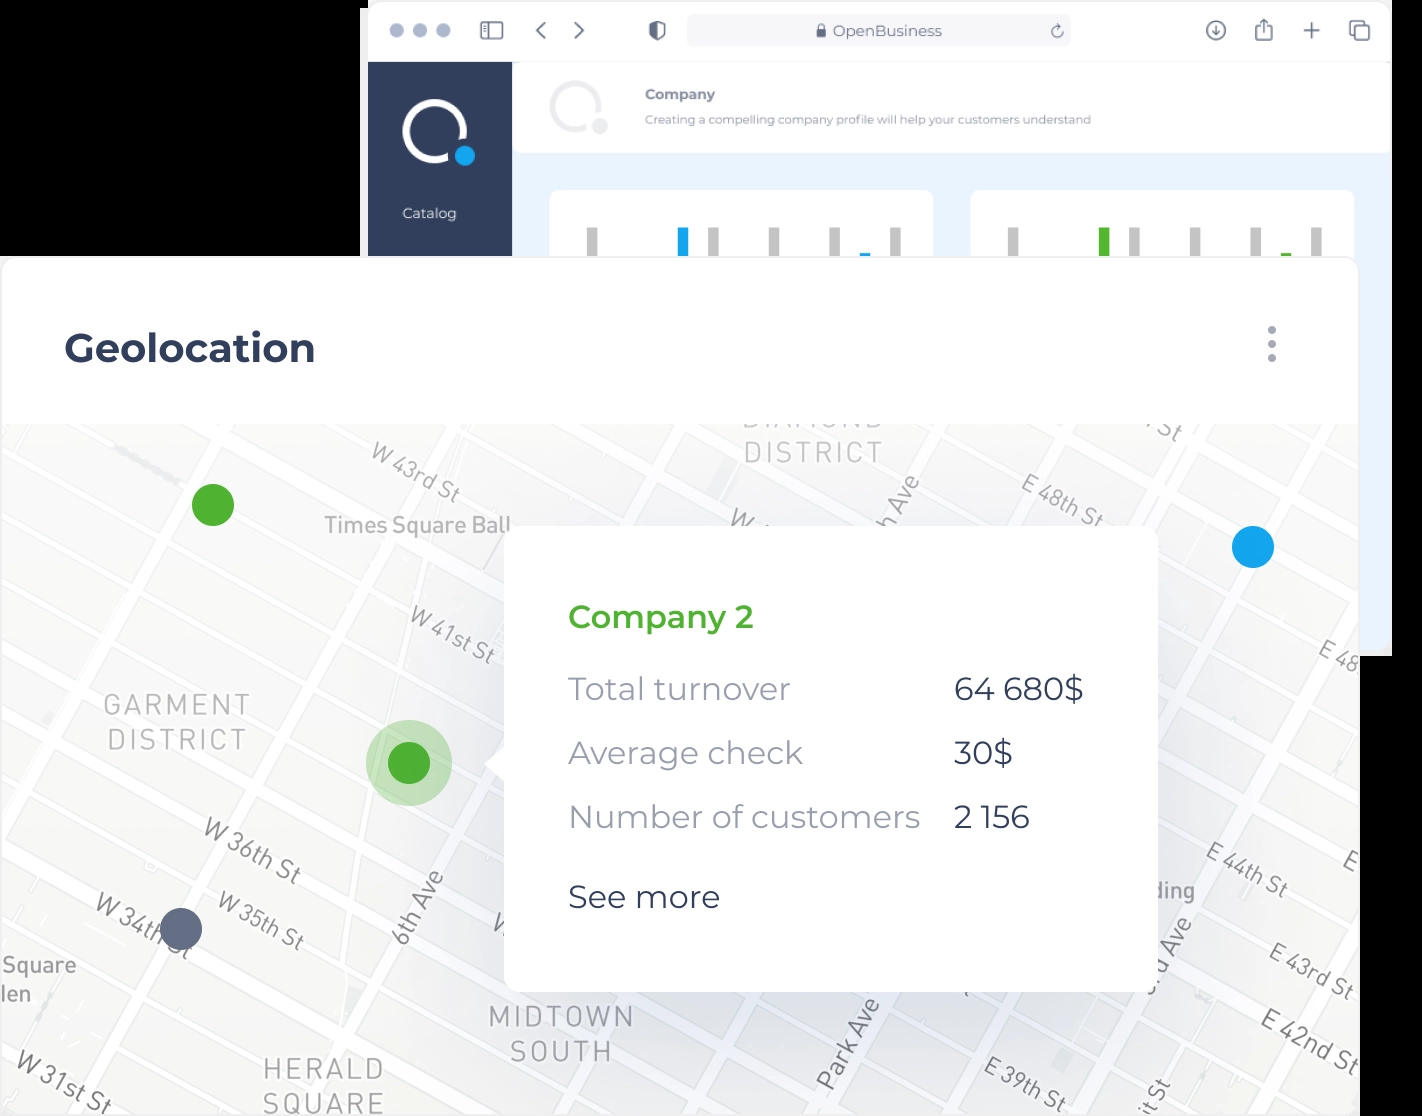 OpenBusiness
Company
Creating a compelling company profile will help your customers understand
Catalog
Geolocation
DISTRICT
W 43rd St
E 48th St
Times Square Ball
W 41st St
Company 2
Total turnover 64 680$
Average check 30$
Number of customers 2 156
See more
GARMENT
DISTRICT
W 36th St
W 35th St
W 34th St
6th Ave
E 44th St
E 43rd St
E 42nd St
Square
MIDTOWN
SOUTH
Park Ave
E 39th St
HERALD
SQUARE
W 31st St